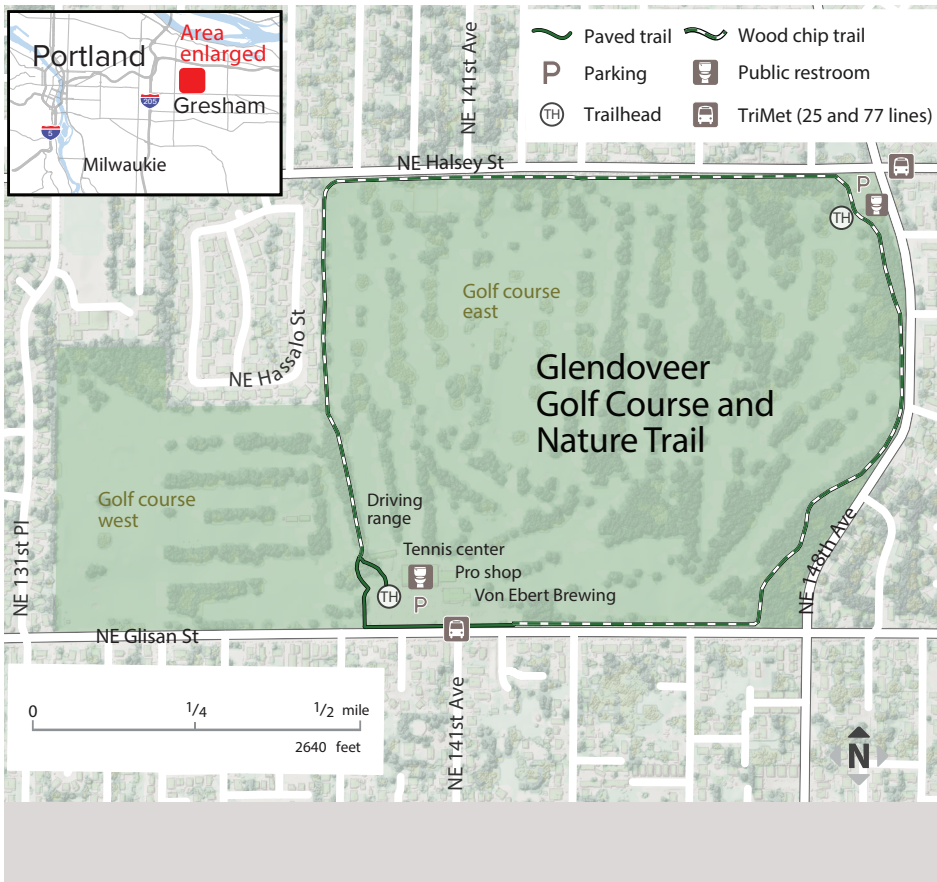 Portland
Area
enlarged
205
Gresham
5
Milwaukie
Paved trail
Wood chip trail
P
Parking
Public restroom
TH
Trailhead
TriMet (25 and 77 lines)
NE 141st Ave
NE Halsey St
P
TH
NE Hassalo St
Golf course
east
Glendoveer
Golf Course and
Nature Trail
Golf course
west
Driving
range
Tennis center
Pro shop
Von Ebert Brewing
TH
P
NE 131st Pl
NE 148th Ave
NE Glisan St
NE 141st Ave
0
1/4
1/2 mile
2640 feet
N